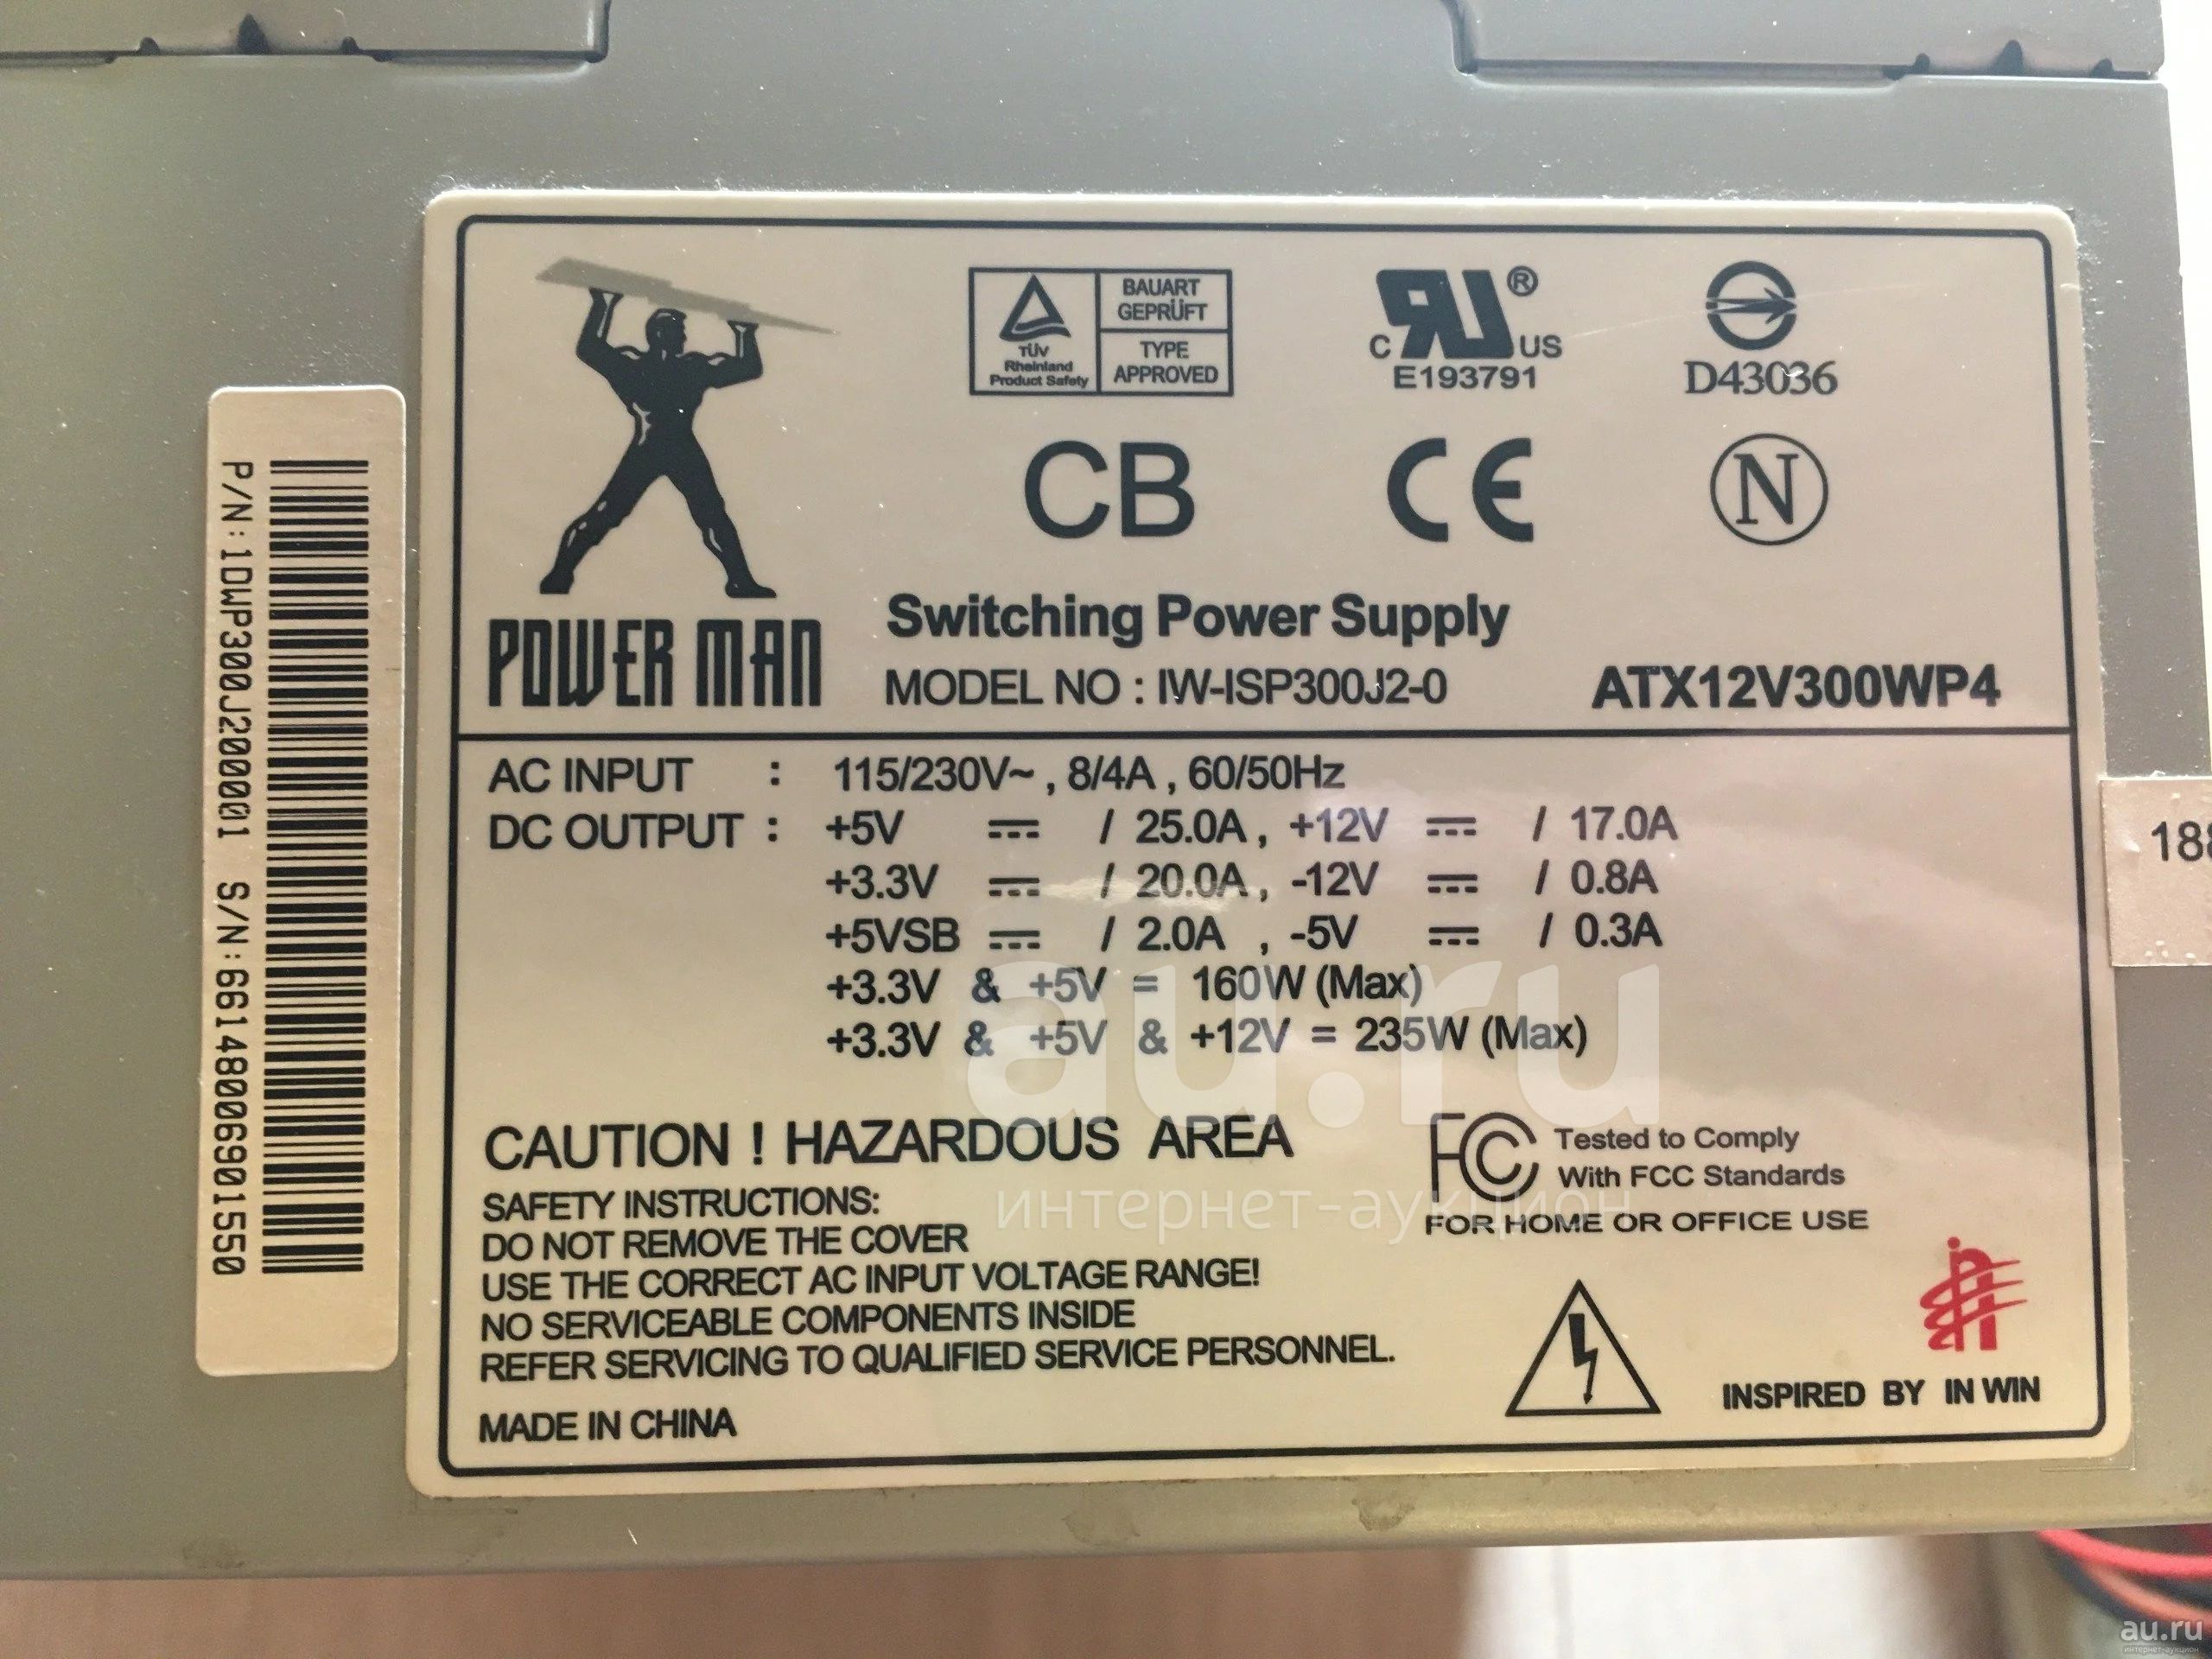 P/N:1DWP300J200001 S/N:66148006901550
POWER MAN
TÜV
Rheinland
Product Safety
BAUART
GEPRÜFT
TYPE
APPROVED
C RU US ®
E193791
D43036
CB
CE
N
Switching Power Supply
MODEL NO : IW-ISP300J2-0
ATX12V300WP4
AC INPUT : 115/230V~ , 8/4A , 60/50Hz
DC OUTPUT : +5V / 25.0A , +12V / 17.0A
+3.3V / 20.0A , -12V / 0.8A
+5VSB / 2.0A , -5V / 0.3A
+3.3V & +5V = 160W (Max)
+3.3V & +5V & +12V = 235W (Max)
CAUTION ! HAZARDOUS AREA
SAFETY INSTRUCTIONS:
DO NOT REMOVE THE COVER
USE THE CORRECT AC INPUT VOLTAGE RANGE!
NO SERVICEABLE COMPONENTS INSIDE
REFER SERVICING TO QUALIFIED SERVICE PERSONNEL.
MADE IN CHINA
FC Tested to Comply
With FCC Standards
FOR HOME OR OFFICE USE
INSPIRED BY IN WIN
au.ru
интернет-аукцион
au.ru
интернет-аукцион